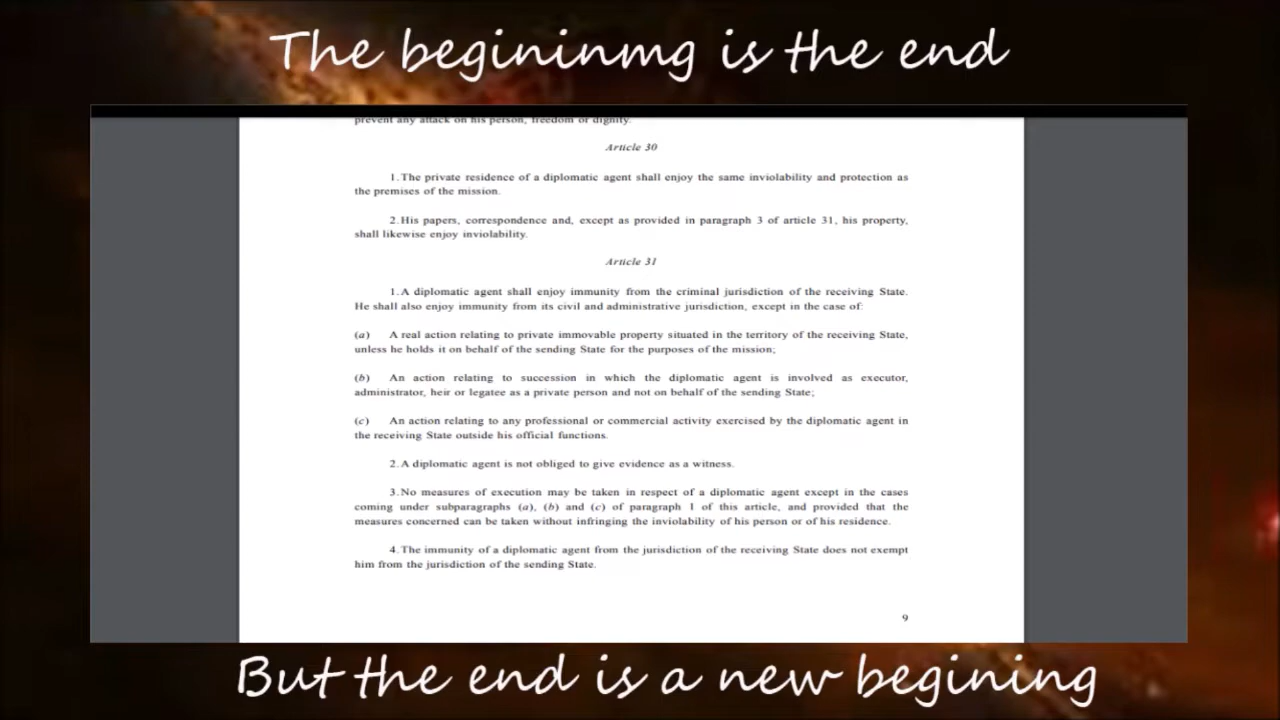 The begininmg is the end
prevent any attack on his person, freedom or dignity.
Article 30
1.The private residence of a diplomatic agent shall enjoy the same inviolability and protection as
the premises of the mission.
2.His papers, correspondence and, except as provided in paragraph 3 of article 31, his property,
shall likewise enjoy inviolability.
Article 31
1.A diplomatic agent shall enjoy immunity from the criminal jurisdiction of the receiving State.
He shall also enjoy immunity from its civil and administrative jurisdiction, except in the case of:
(a) A real action relating to private immovable property situated in the territory of the receiving State,
unless he holds it on behalf of the sending State for the purposes of the mission;
(b) An action relating to succession in which the diplomatic agent is involved as executor,
administrator, heir or legatee as a private person and not on behalf of the sending State;
(c) An action relating to any professional or commercial activity exercised by the diplomatic agent in
the receiving State outside his official functions.
2.A diplomatic agent is not obliged to give evidence as a witness.
3.No measures of execution may be taken in respect of a diplomatic agent except in the cases
coming under subparagraphs (a), (b) and (c) of paragraph 1 of this article, and provided that the
measures concerned can be taken without infringing the inviolability of his person or of his residence.
4.The immunity of a diplomatic agent from the jurisdiction of the receiving State does not exempt
him from the jurisdiction of the sending State.
9
But the end is a new begining